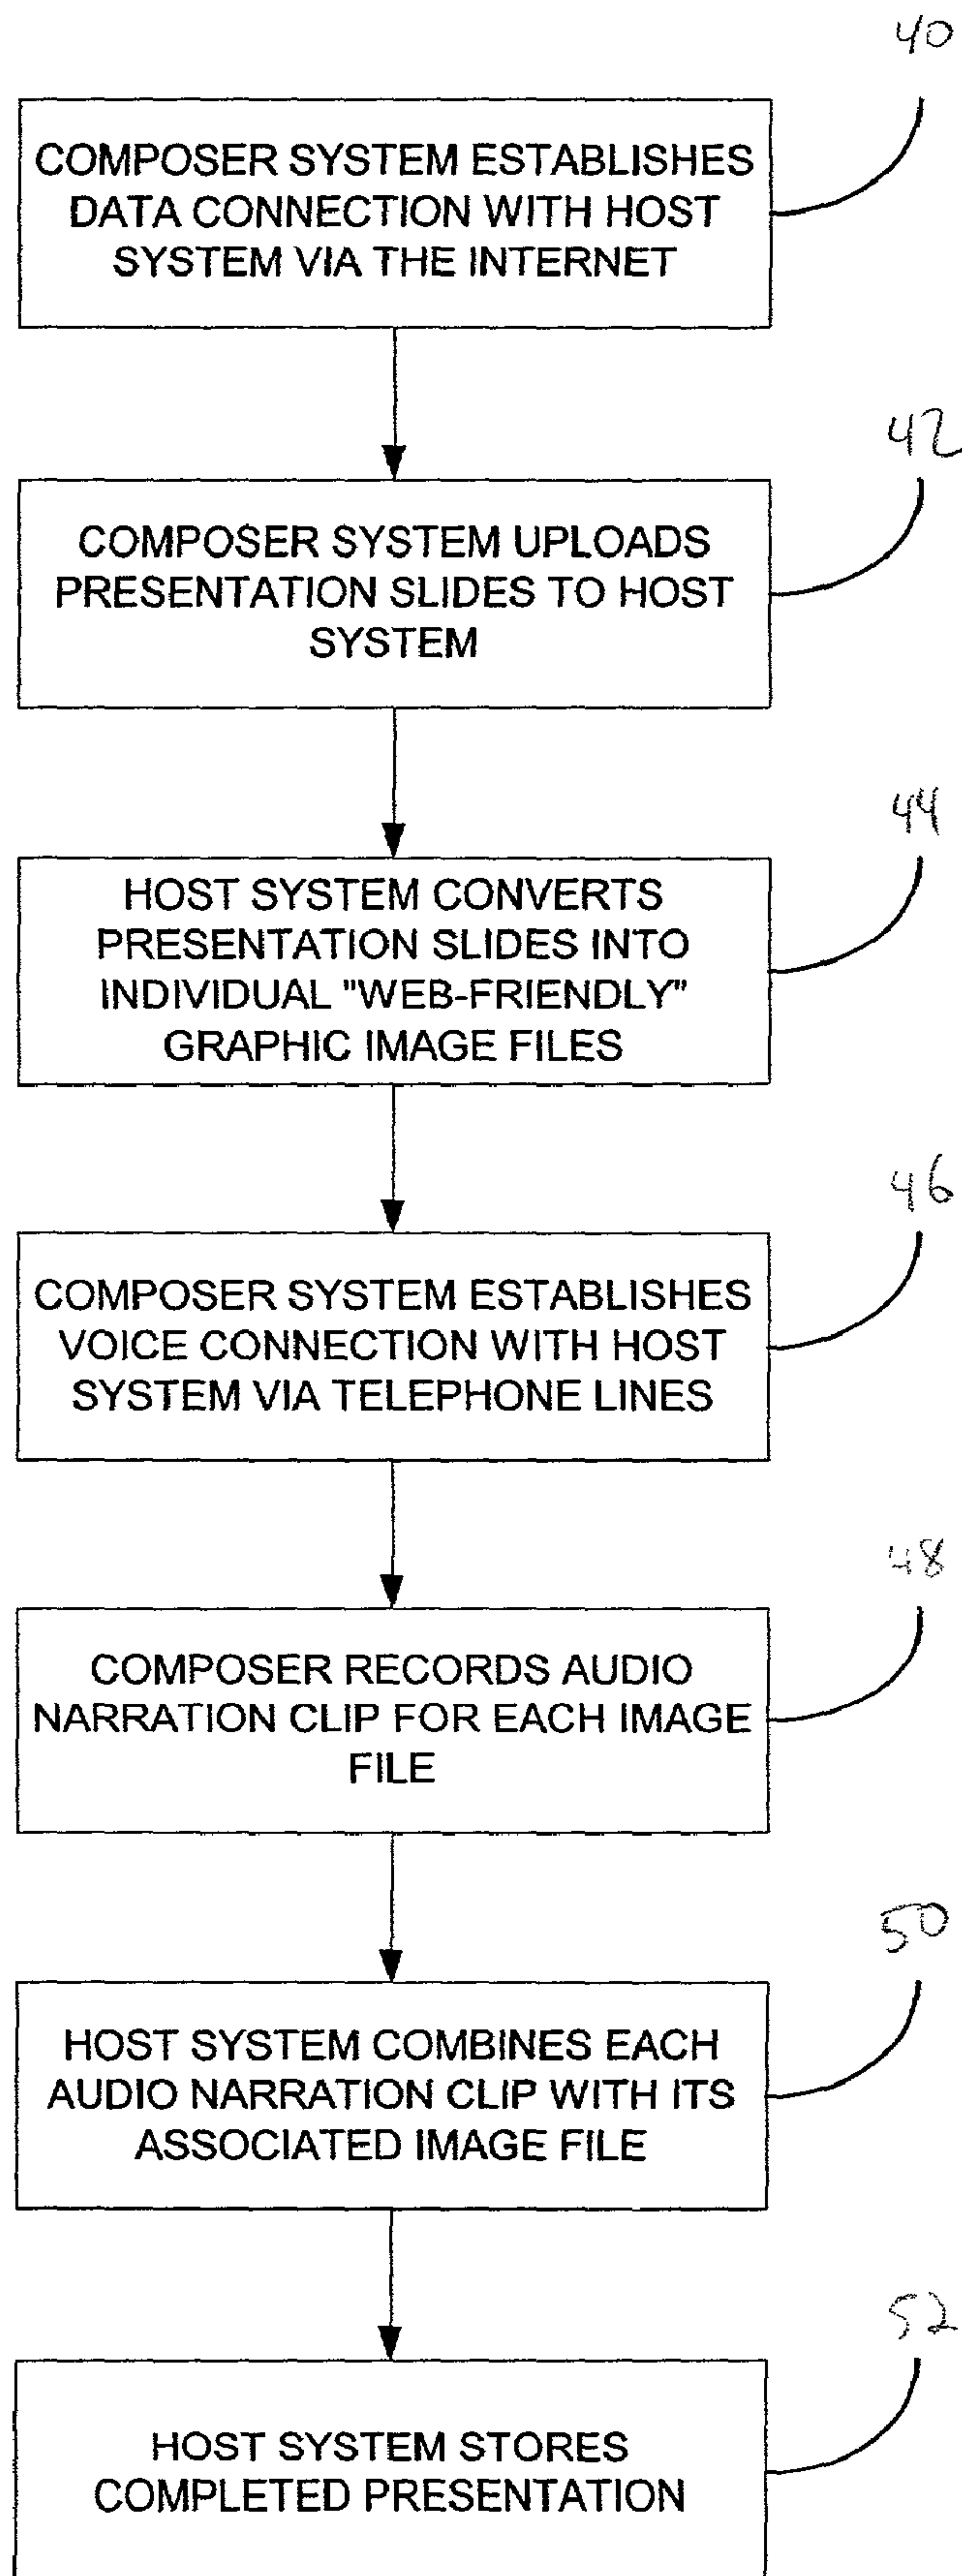 40
COMPOSER SYSTEM ESTABLISHES
DATA CONNECTION WITH HOST
SYSTEM VIA THE INTERNET
42
COMPOSER SYSTEM UPLOADS
PRESENTATION SLIDES TO HOST
SYSTEM
44
HOST SYSTEM CONVERTS
PRESENTATION SLIDES INTO
INDIVIDUAL "WEB-FRIENDLY"
GRAPHIC IMAGE FILES
46
COMPOSER SYSTEM ESTABLISHES
VOICE CONNECTION WITH HOST
SYSTEM VIA TELEPHONE LINES
48
COMPOSER RECORDS AUDIO
NARRATION CLIP FOR EACH IMAGE
FILE
50
HOST SYSTEM COMBINES EACH
AUDIO NARRATION CLIP WITH ITS
ASSOCIATED IMAGE FILE
52
HOST SYSTEM STORES
COMPLETED PRESENTATION